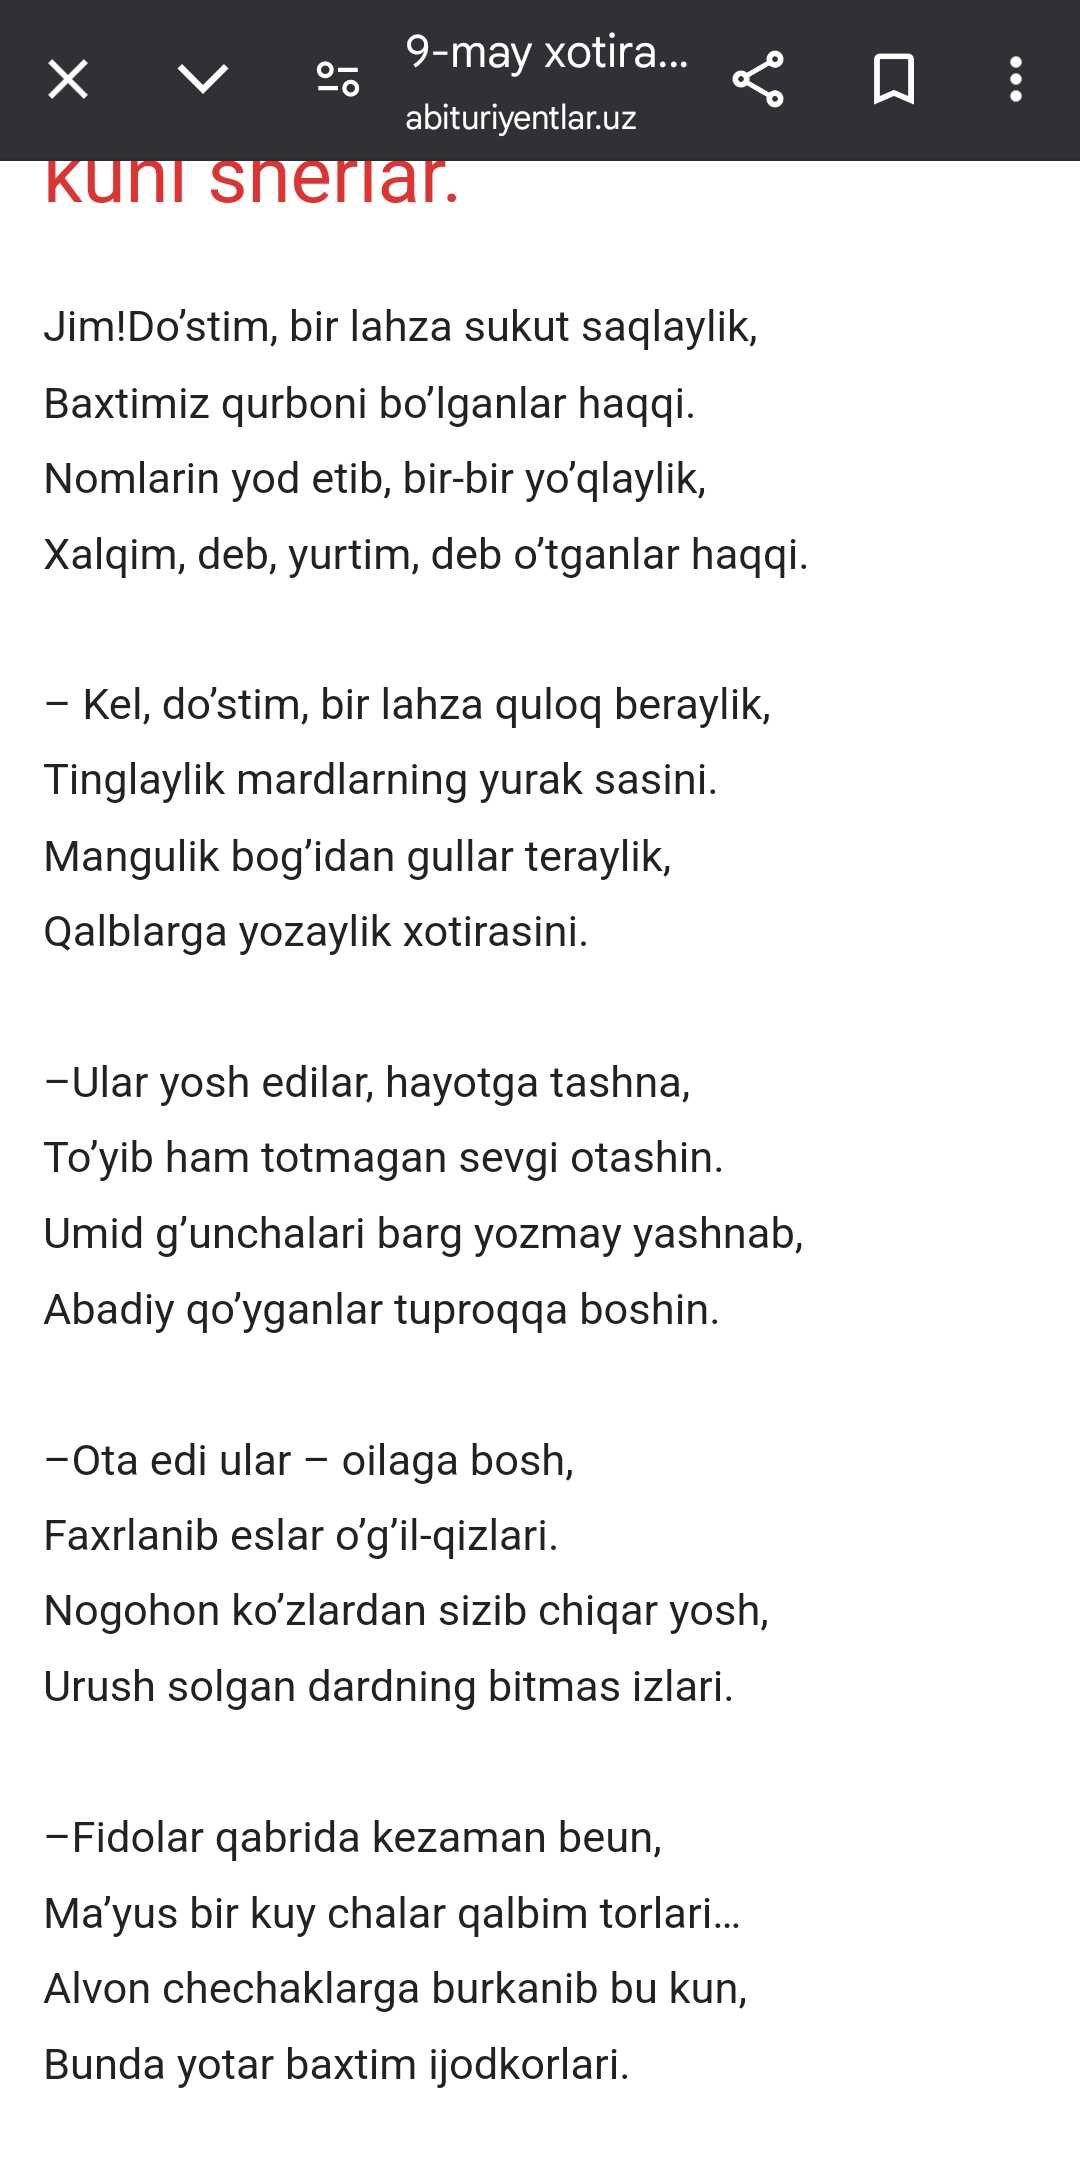 9-may xotira...
abituriyentlar.uz
kuni sherlar.
Jim!Do’stim, bir lahza sukut saqlaylik,
Baxtimiz qurboni bo’lganlar haqqi.
Nomlarin yod etib, bir-bir yo’qlaylik,
Xalqim, deb, yurtim, deb o’tganlar haqqi.
– Kel, do’stim, bir lahza quloq beraylik,
Tinglaylik mardlarning yurak sasini.
Mangulik bog’idan gullar teraylik,
Qalblarga yozaylik xotirasini.
–Ular yosh edilar, hayotga tashna,
To’yib ham totmagan sevgi otashin.
Umid g’unchalari barg yozmay yashnab,
Abadiy qo’yganlar tuproqqa boshin.
–Ota edi ular – oilaga bosh,
Faxrlanib eslar o’g’il-qizlari.
Nogohon ko’zlardan sizib chiqar yosh,
Urush solgan dardning bitmas izlari.
–Fidolar qabrida kezaman beun,
Ma’yus bir kuy chalar qalbim torlari...
Alvon chechaklarga burkanib bu kun,
Bunda yotar baxtim ijodkorlari.